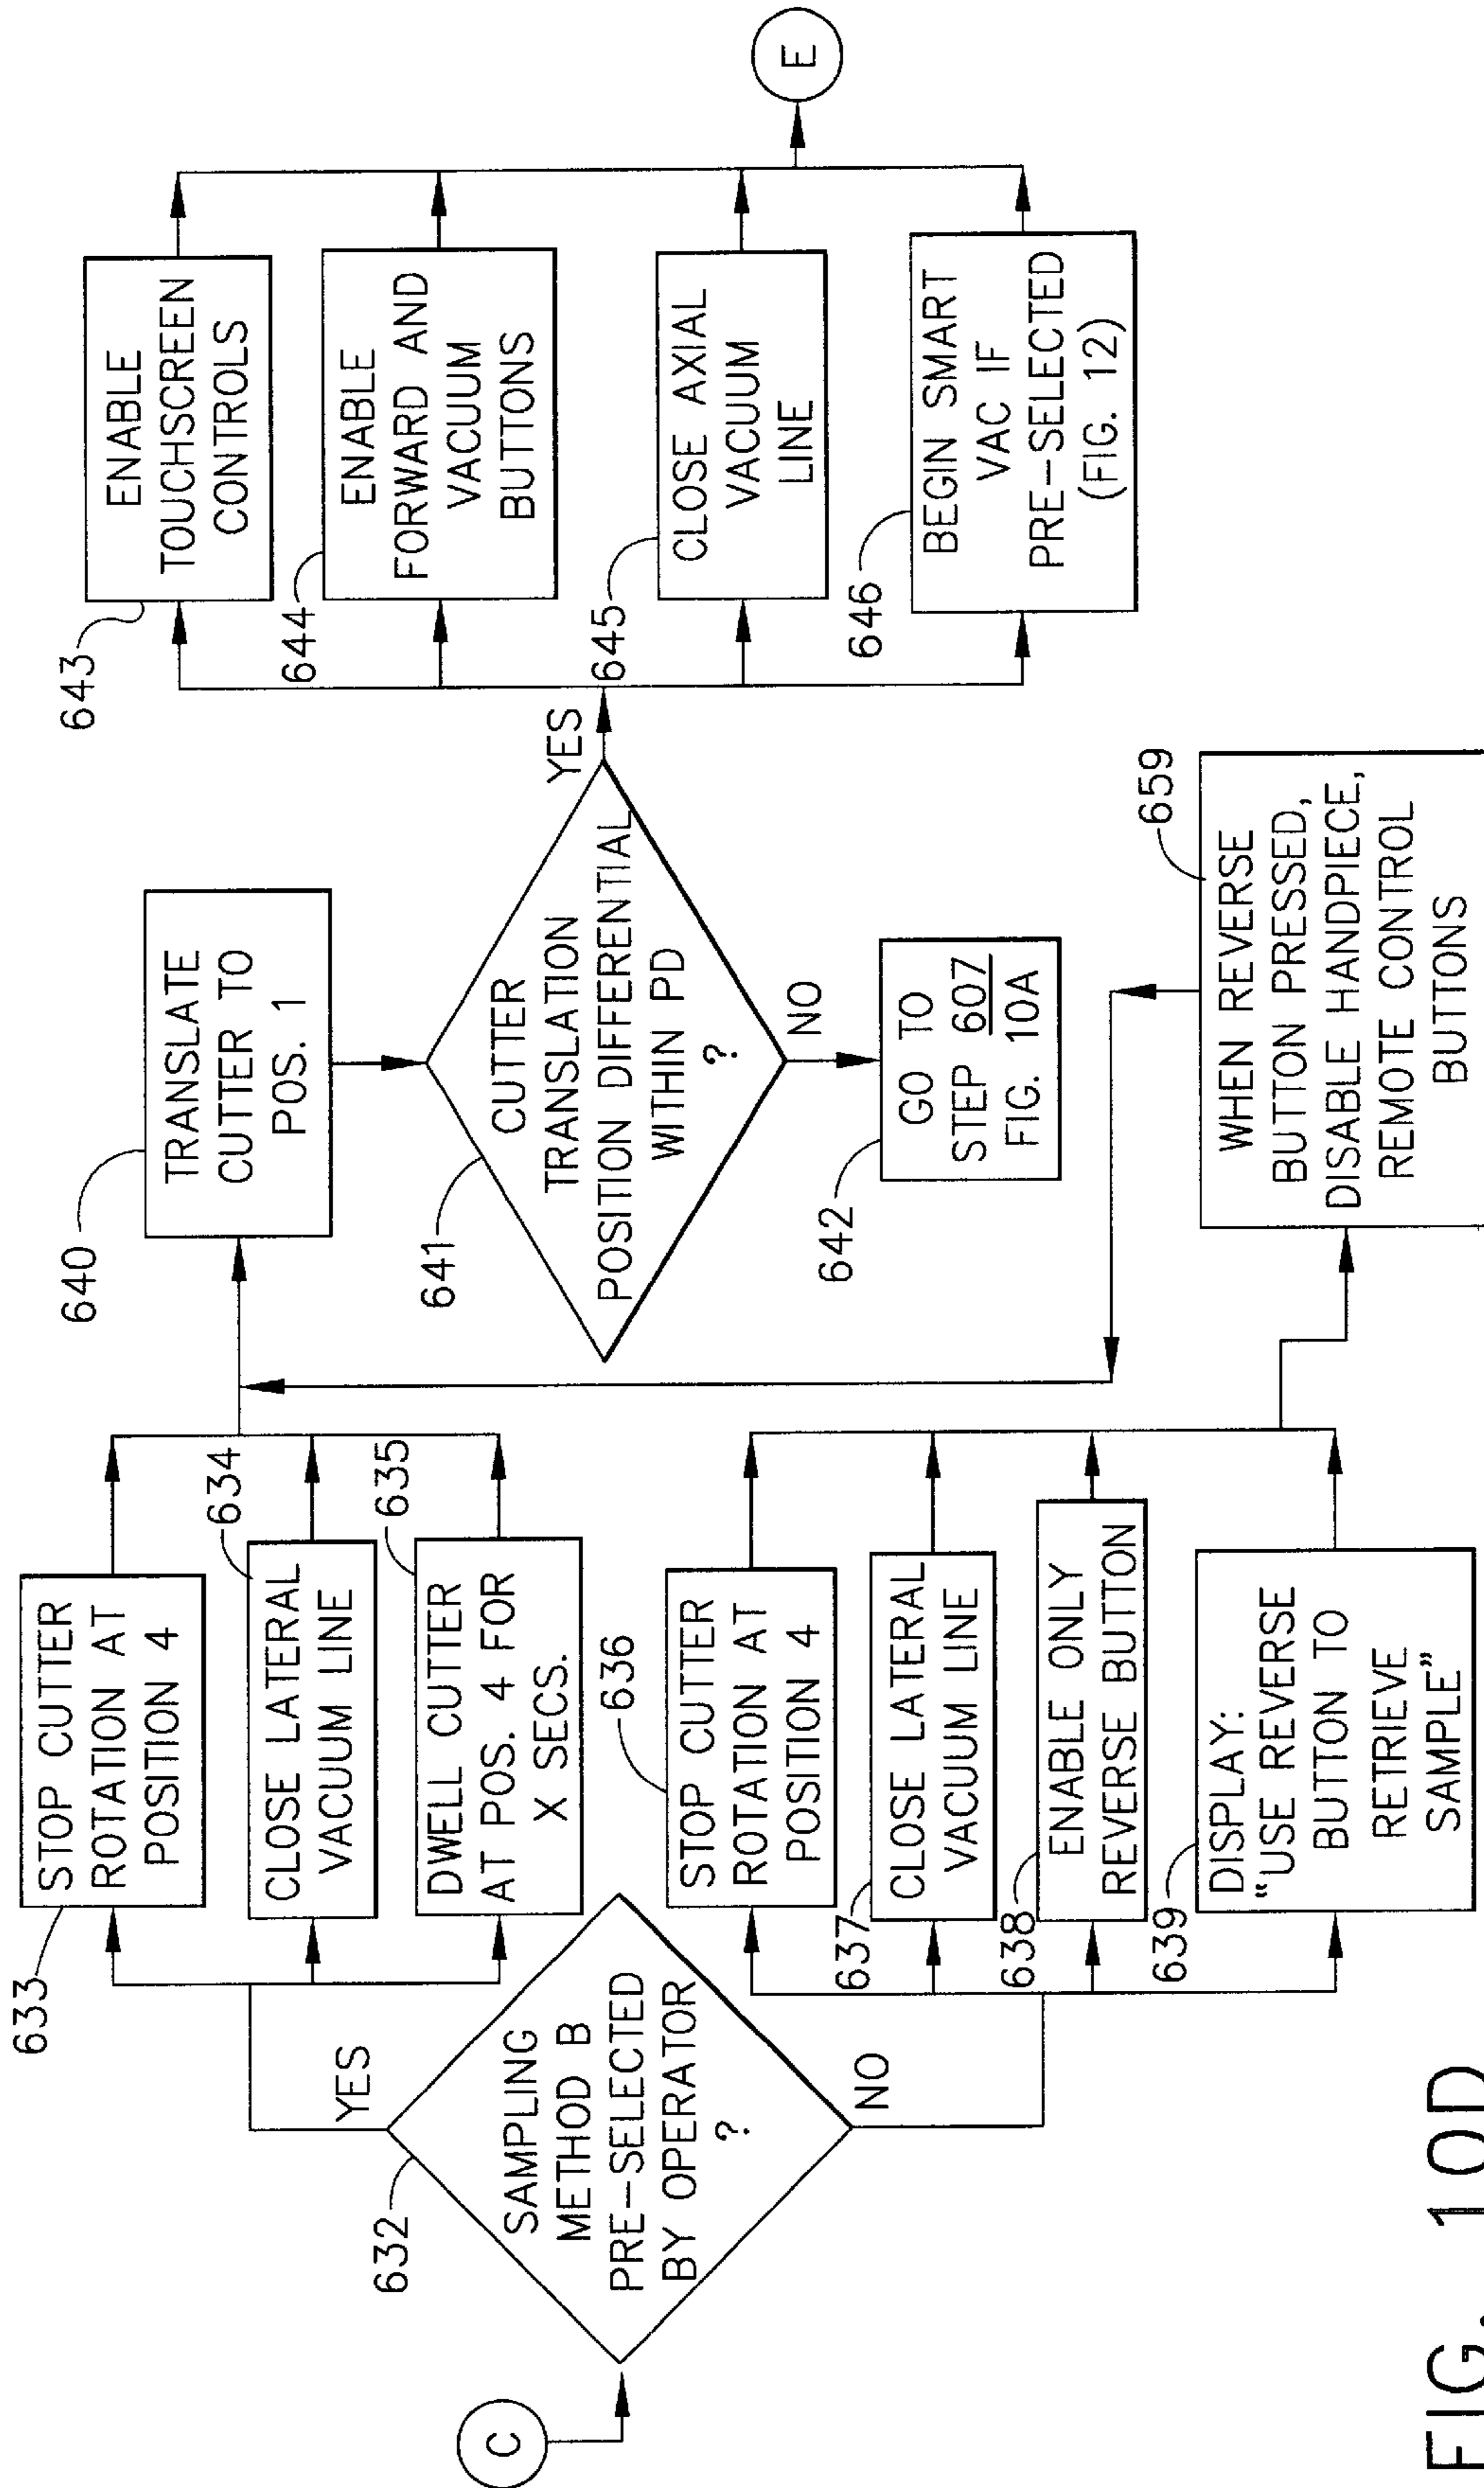 C
632
SAMPLING
METHOD B
PRE-SELECTED
BY OPERATOR
?
YES
NO
633
STOP CUTTER
ROTATION AT
POSITION 4
634
CLOSE LATERAL
VACUUM LINE
635
DWELL CUTTER
AT POS. 4 FOR
X SECS.
636
STOP CUTTER
ROTATION AT
POSITION 4
637
CLOSE LATERAL
VACUUM LINE
638
ENABLE ONLY
REVERSE BUTTON
639
DISPLAY:
"USE REVERSE
BUTTON TO
RETRIEVE
SAMPLE"
640
TRANSLATE
CUTTER TO
POS. 1
641
CUTTER
TRANSLATION
POSITION DIFFERENTIAL
WITHIN PD
?
YES
NO
642
GO TO
STEP 607
FIG. 10A
659
WHEN REVERSE
BUTTON PRESSED,
DISABLE HANDPIECE,
REMOTE CONTROL
BUTTONS
643
ENABLE
TOUCHSCREEN
CONTROLS
644
ENABLE
FORWARD AND
VACUUM
BUTTONS
645
CLOSE AXIAL
VACUUM
LINE
646
BEGIN SMART
VAC IF
PRE-SELECTED
(FIG. 12)
E
FIG. 10D